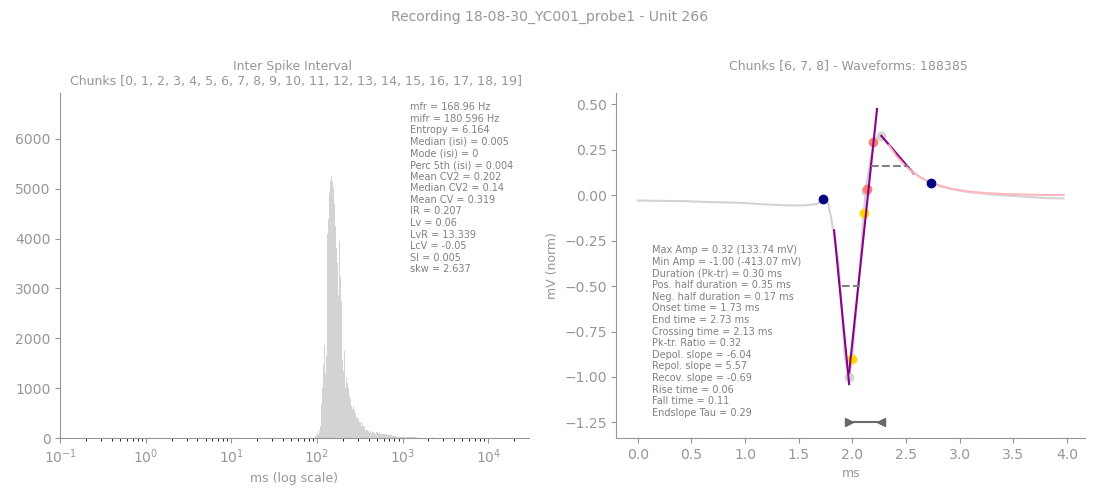 Recording 18-08-30_YC001_probe1 - Unit 266
Inter Spike Interval
Chunks [0, 1, 2, 3, 4, 5, 6, 7, 8, 9, 10, 11, 12, 13, 14, 15, 16, 17, 18, 19]
mfr = 168.96 Hz
mifr = 180.596 Hz
Entropy = 6.164
Median (isi) = 0.005
Mode (isi) = 0
Perc 5th (isi) = 0.004
Mean CV2 = 0.202
Median CV2 = 0.14
Mean CV = 0.319
IR = 0.207
Lv = 0.06
LvR = 13.339
LcV = -0.05
SI = 0.005
skw = 2.637
6000
5000
4000
3000
2000
1000
0
10⁻¹ 10⁰ 10¹ 10² 10³ 10⁴
ms (log scale)
Chunks [6, 7, 8] - Waveforms: 188385
0.50
0.25
0.00
−0.25
−0.50
−0.75
−1.00
−1.25
mV (norm)
Max Amp = 0.32 (133.74 mV)
Min Amp = -1.00 (-413.07 mV)
Duration (Pk-tr) = 0.30 ms
Pos. half duration = 0.35 ms
Neg. half duration = 0.17 ms
Onset time = 1.73 ms
End time = 2.73 ms
Crossing time = 2.13 ms
Pk-tr. Ratio = 0.32
Depol. slope = -6.04
Repol. slope = 5.57
Recov. slope = -0.69
Rise time = 0.06
Fall time = 0.11
Endslope Tau = 0.29
0.0 0.5 1.0 1.5 2.0 2.5 3.0 3.5 4.0
ms